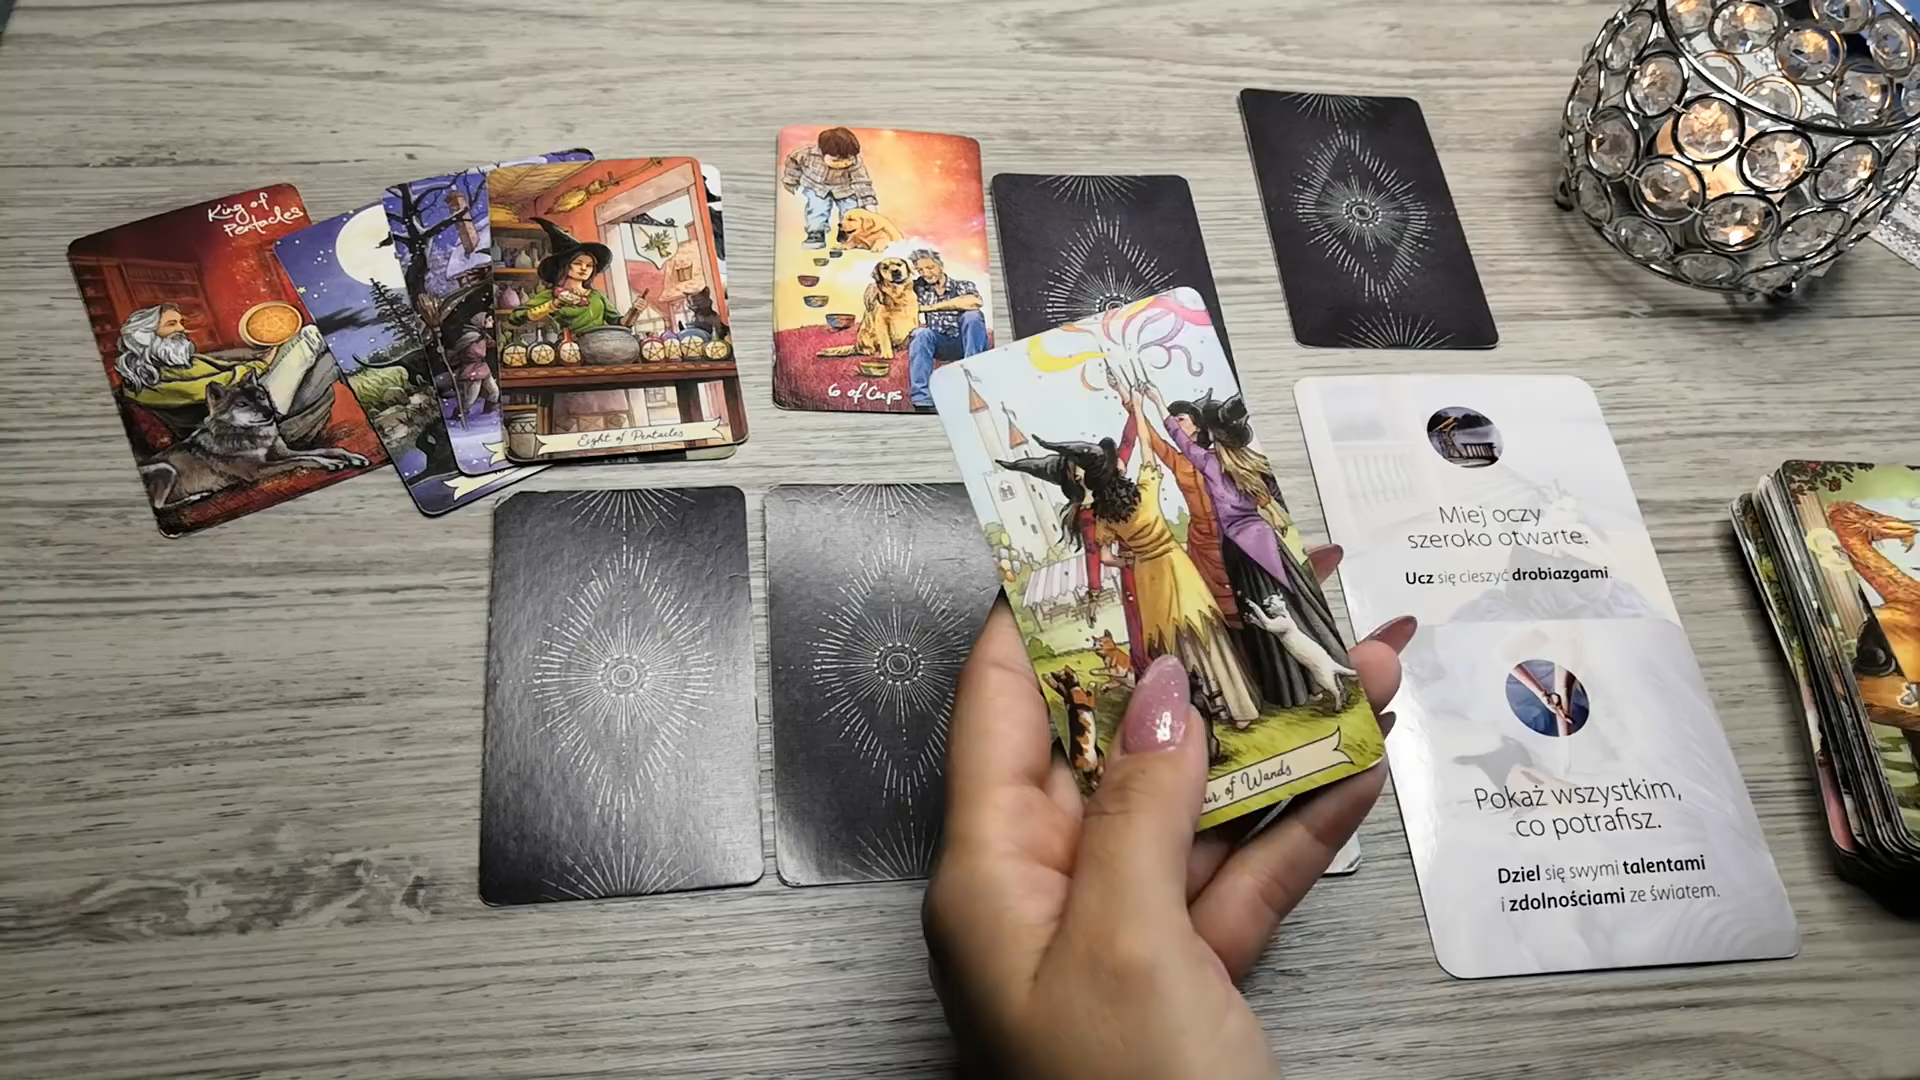 King of
Pentacles
Eight of Pentacles
6 of Cups
of Wands
Miej oczy
szeroko otwarte.
Ucz się cieszyć drobiazgami.
Pokaż wszystkim,
co potrafisz.
Dziel się swymi talentami
i zdolnościami ze światem.